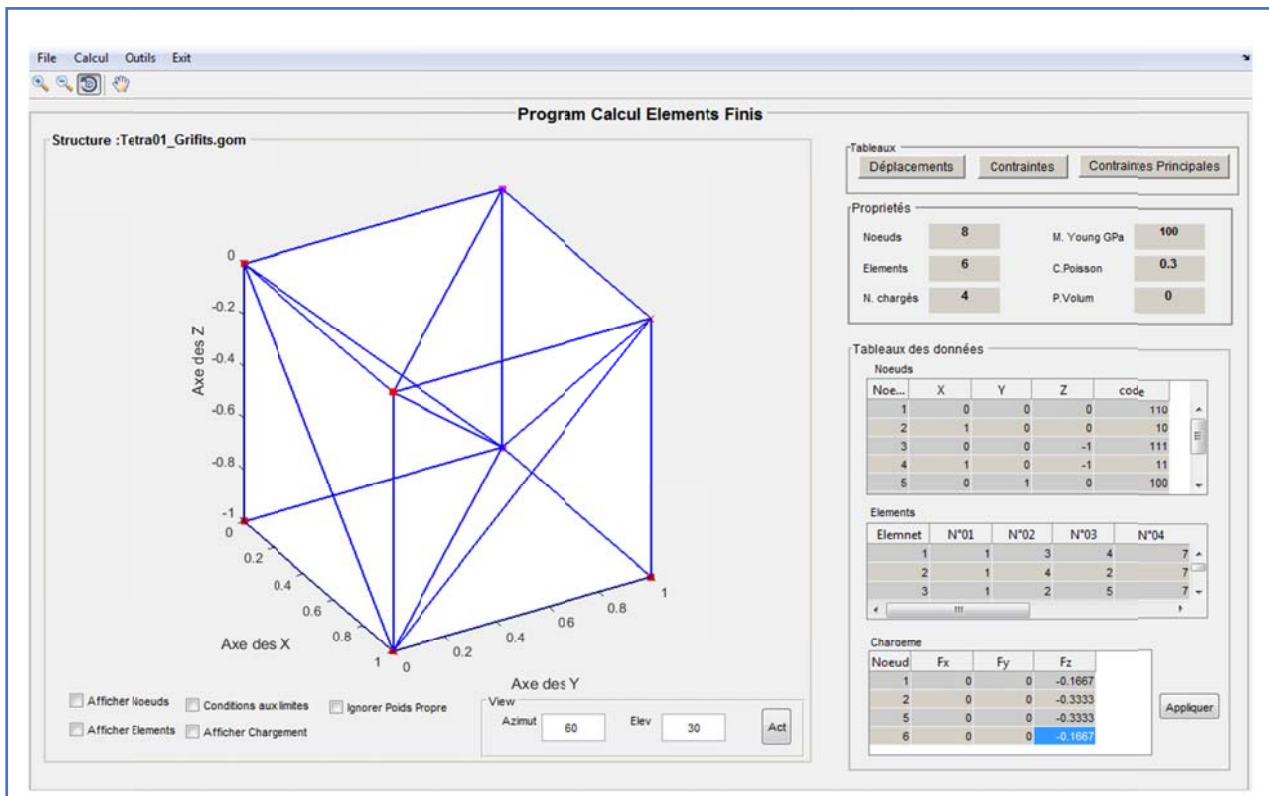 File Calcul Outils Exit
Program Calcul Elements Finis
Structure :Tetra01_Grifits.gom
0
-0.2
-0.4
-0.6
-0.8
-1
Axe des Z
0
0.2
0.4
0.6
0.8
1
Axe des X
0
0.2
0.4
06
0.8
1
Axe des Y
Afficher Noeuds
Conditions aux limites
Ignorer Poids Propre
Afficher Elements
Afficher Chargement
View
Azimut 60 Elev 30 Act
Tableaux
Déplacements Contraintes Contraintes Principales
Proprietés
Noeuds 8 M. Young GPa 100
Elements 6 C.Poisson 0.3
N. chargés 4 P.Volum 0
Tableaux des données
Noeuds
Noe... X Y Z code
1 0 0 0 110
2 1 0 0 10
3 0 0 -1 111
4 1 0 -1 11
5 0 1 0 100
Elements
Elemnet N°01 N°02 N°03 N°04
1 1 3 4 7
2 1 4 2 7
3 1 2 5 7
Chargeme
Noeud Fx Fy Fz
1 0 0 -0.1667
2 0 0 -0.3333
5 0 0 -0.3333
6 0 0 -0.1667
Appliquer